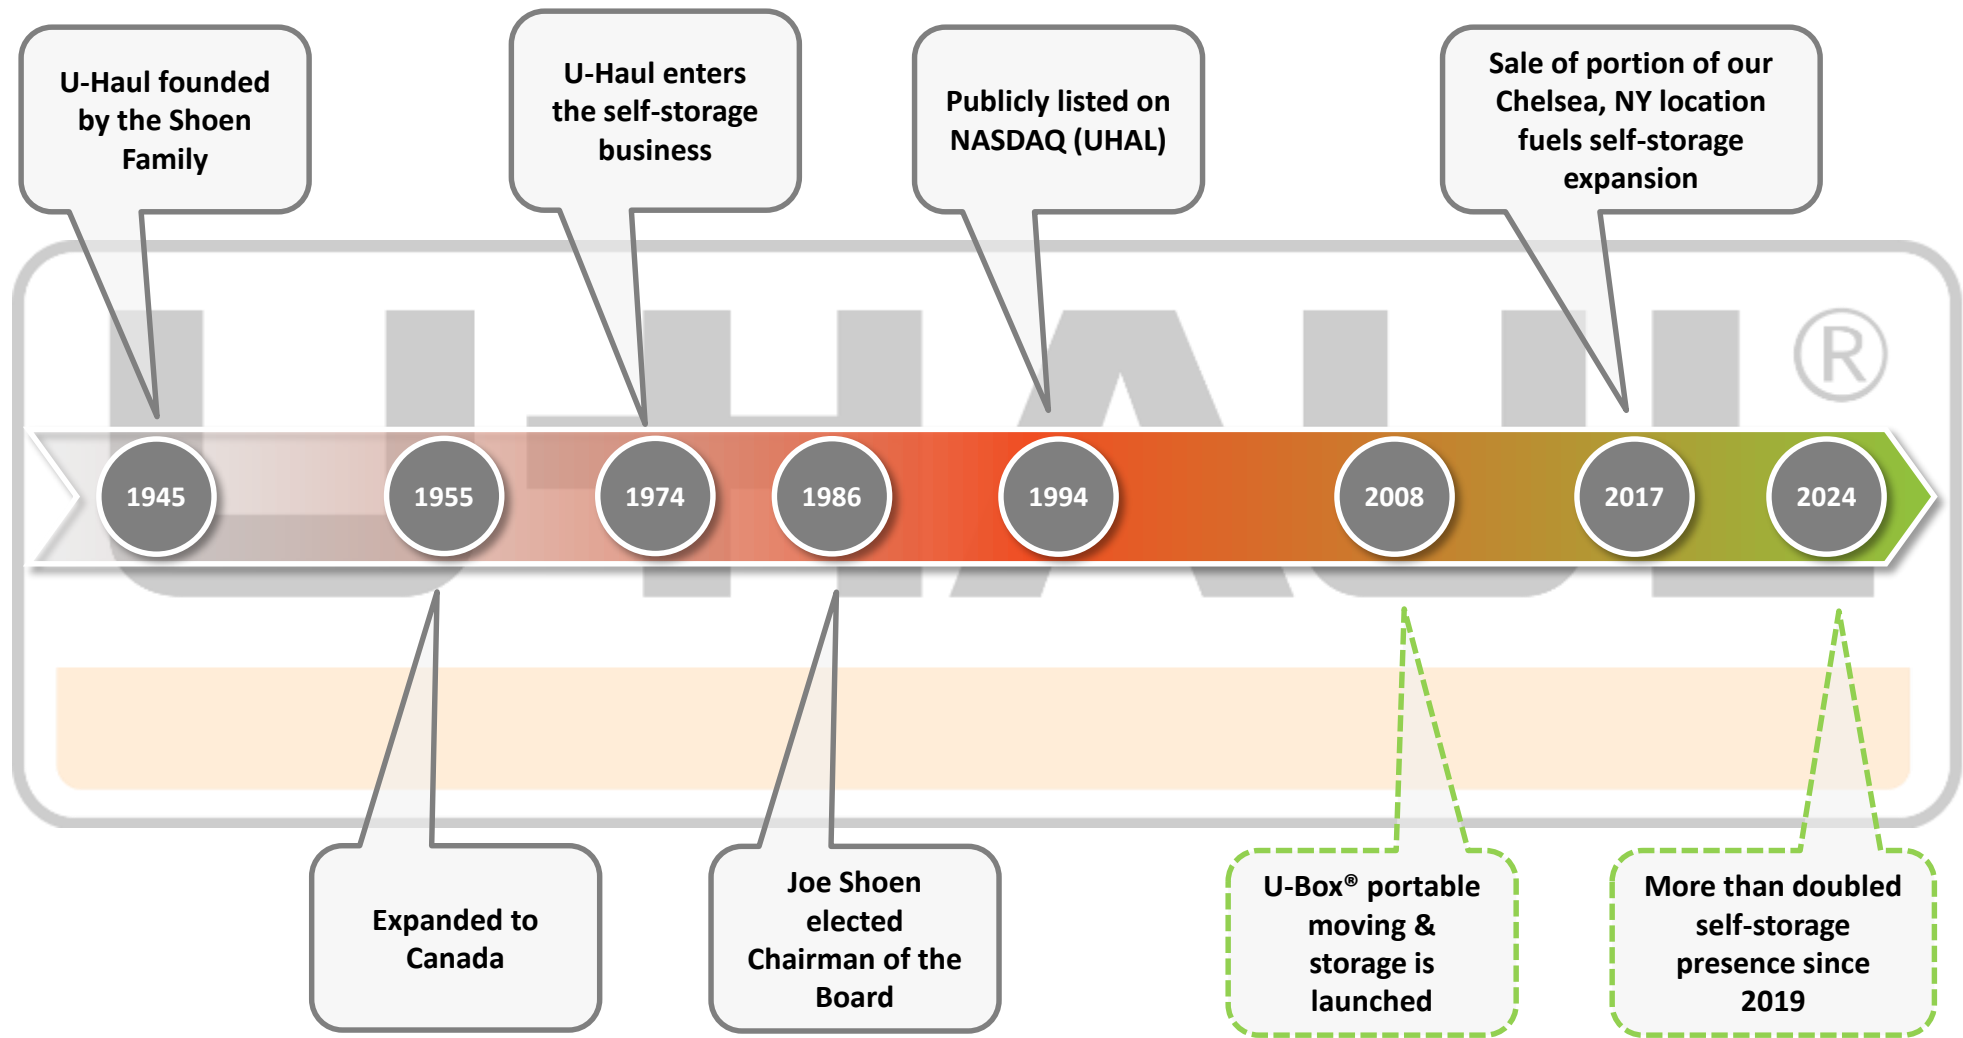 U-Haul founded
by the Shoen
Family
U-Haul enters
the self-storage
business
Publicly listed on
NASDAQ (UHAL)
Sale of portion of our
Chelsea, NY location
fuels self-storage
expansion
U-HAUL®
1945
1955
1974
1986
1994
2008
2017
2024
Expanded to
Canada
Joe Shoen
elected
Chairman of the
Board
U-Box® portable
moving &
storage is
launched
More than doubled
self-storage
presence since
2019